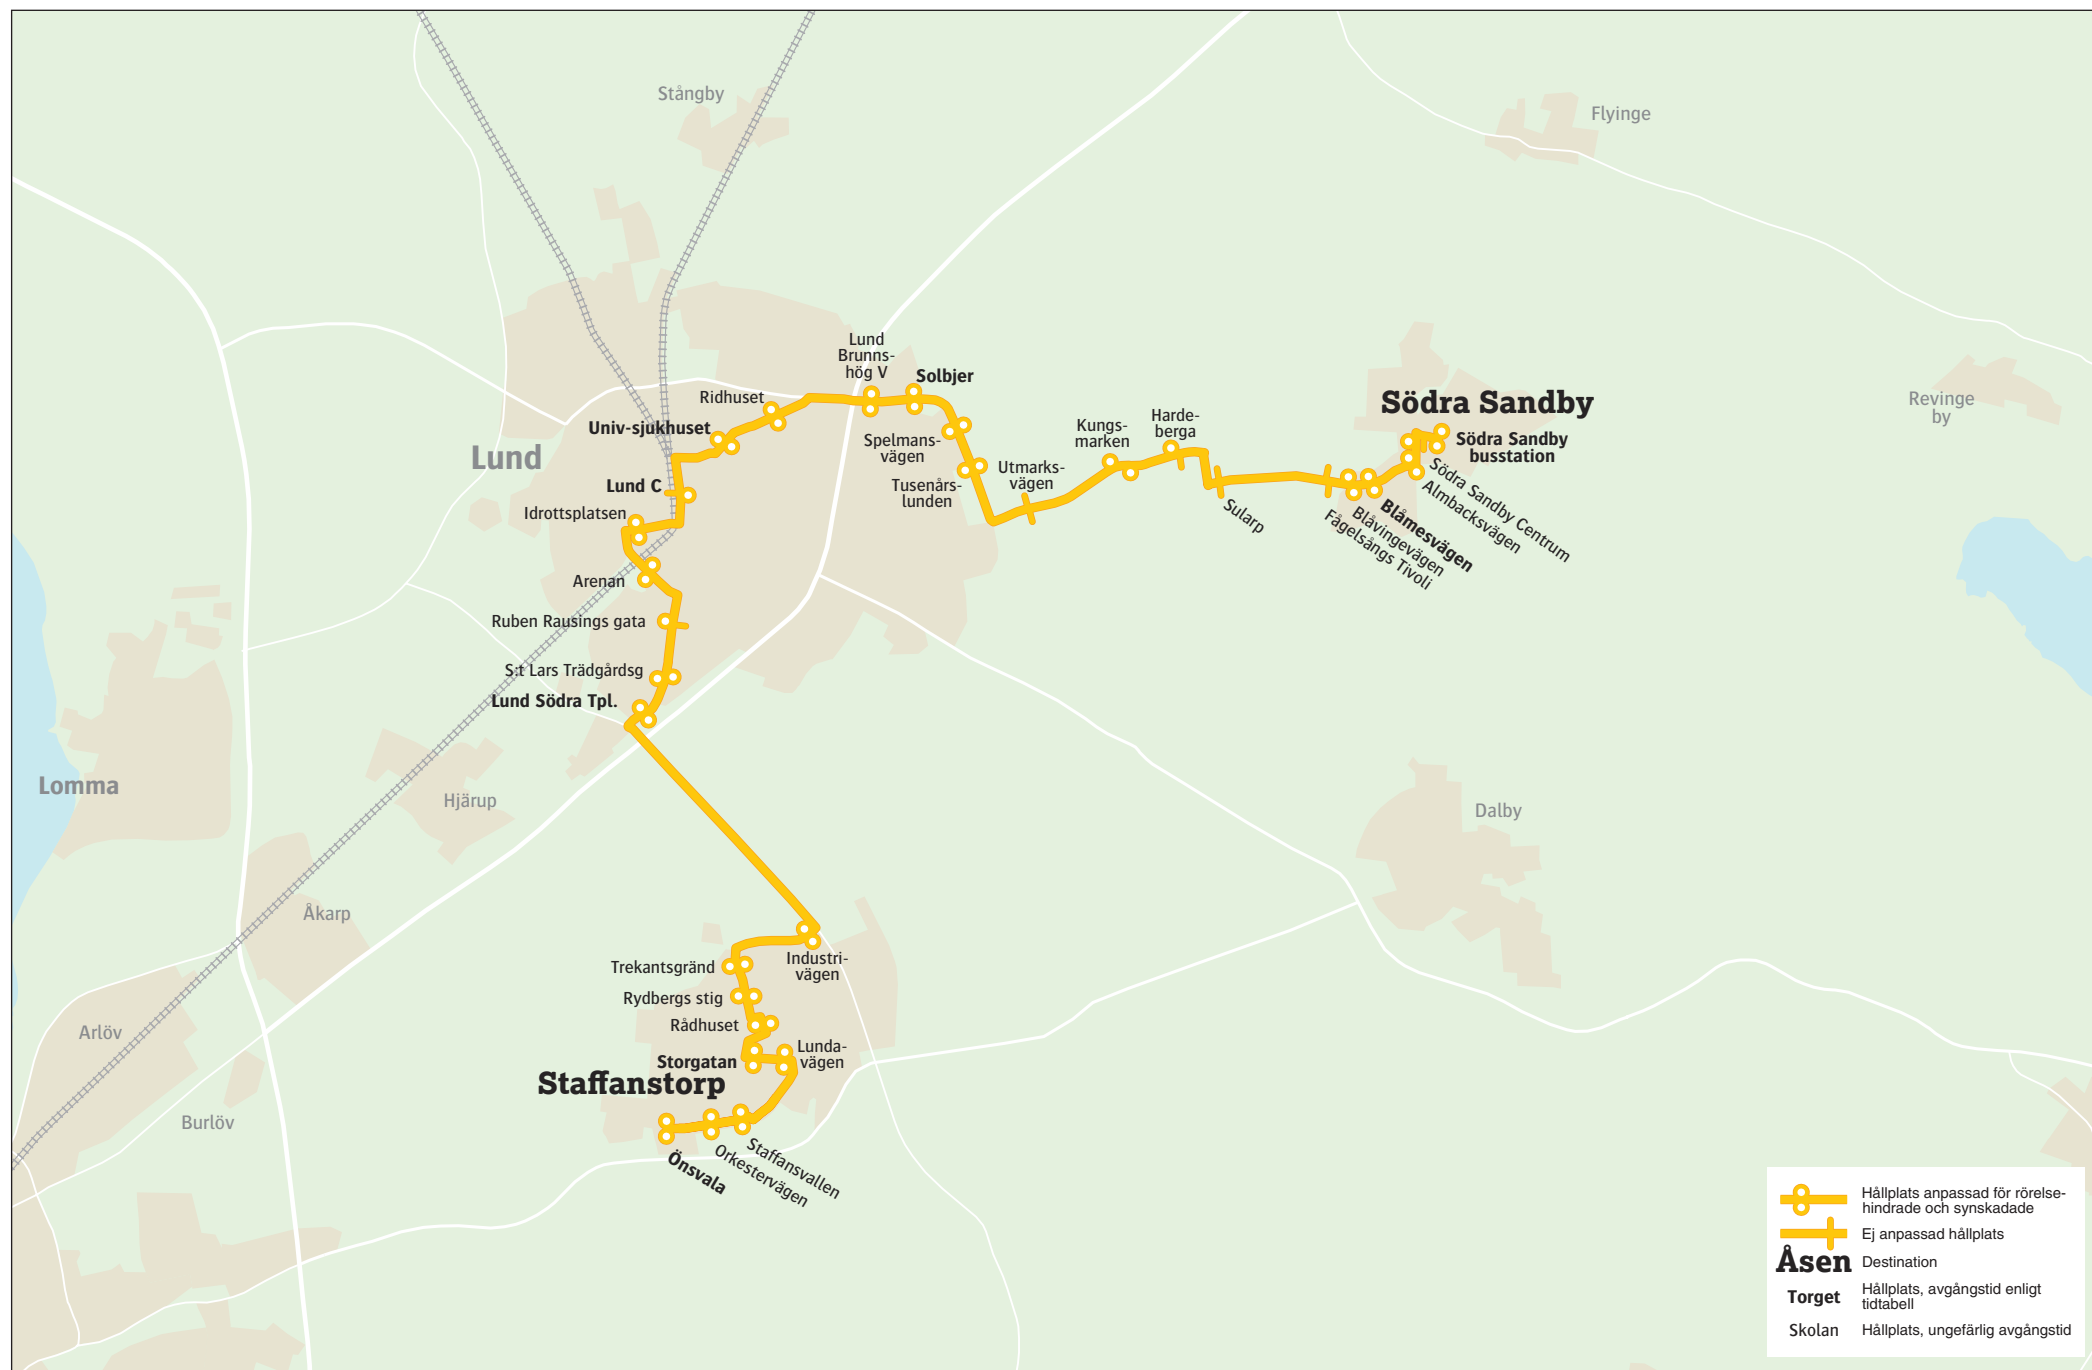 Stångby
Flyinge
Lund
Brunns-
hög V
Solbjer
Ridhuset
Univ-sjukhuset
Lund
Lund C
Idrottsplatsen
Arenan
Ruben Rausings gata
S:t Lars Trädgårdsg
Lund Södra Tpl.
Spelmans-
vägen
Tusenårs-
lunden
Utmarks-
vägen
Kungs-
marken
Harde-
berga
Sularp
Södra Sandby
Södra Sandby
busstation
Södra Sandby Centrum
Almbacksvägen
Blåmesvägen
Blåvingevägen
Fågelsångs Tivoli
Revinge
by
Lomma
Hjärup
Dalby
Åkarp
Arlöv
Burlöv
Industri-
vägen
Trekantsgränd
Rydbergs stig
Rådhuset
Lunda-
vägen
Storgatan
Staffanstorp
Staffansvallen
Orkestervägen
Önsvala
Hållplats anpassad för rörelse-
hindrade och synskadade
Ej anpassad hållplats
Åsen Destination
Torget Hållplats, avgångstid enligt
tidtabell
Skolan Hållplats, ungefärlig avgångstid